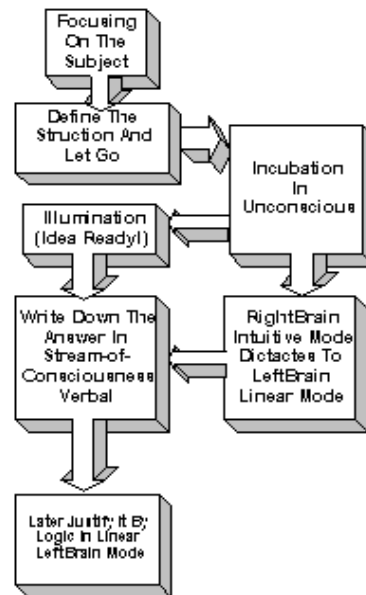 Focusing
On The
Subject
Define The
Struction And
Let Go
Incubation
In
Unconscious
Illumination
(Idea Ready!)
Write Down The
Answer In
Stream-of-
Consciousness
Verbal
RightBrain
Intuitive Mode
Dictactes To
LeftBrain
Linear Mode
Later Justify It By
Logic In Linear
LeftBrain Mode